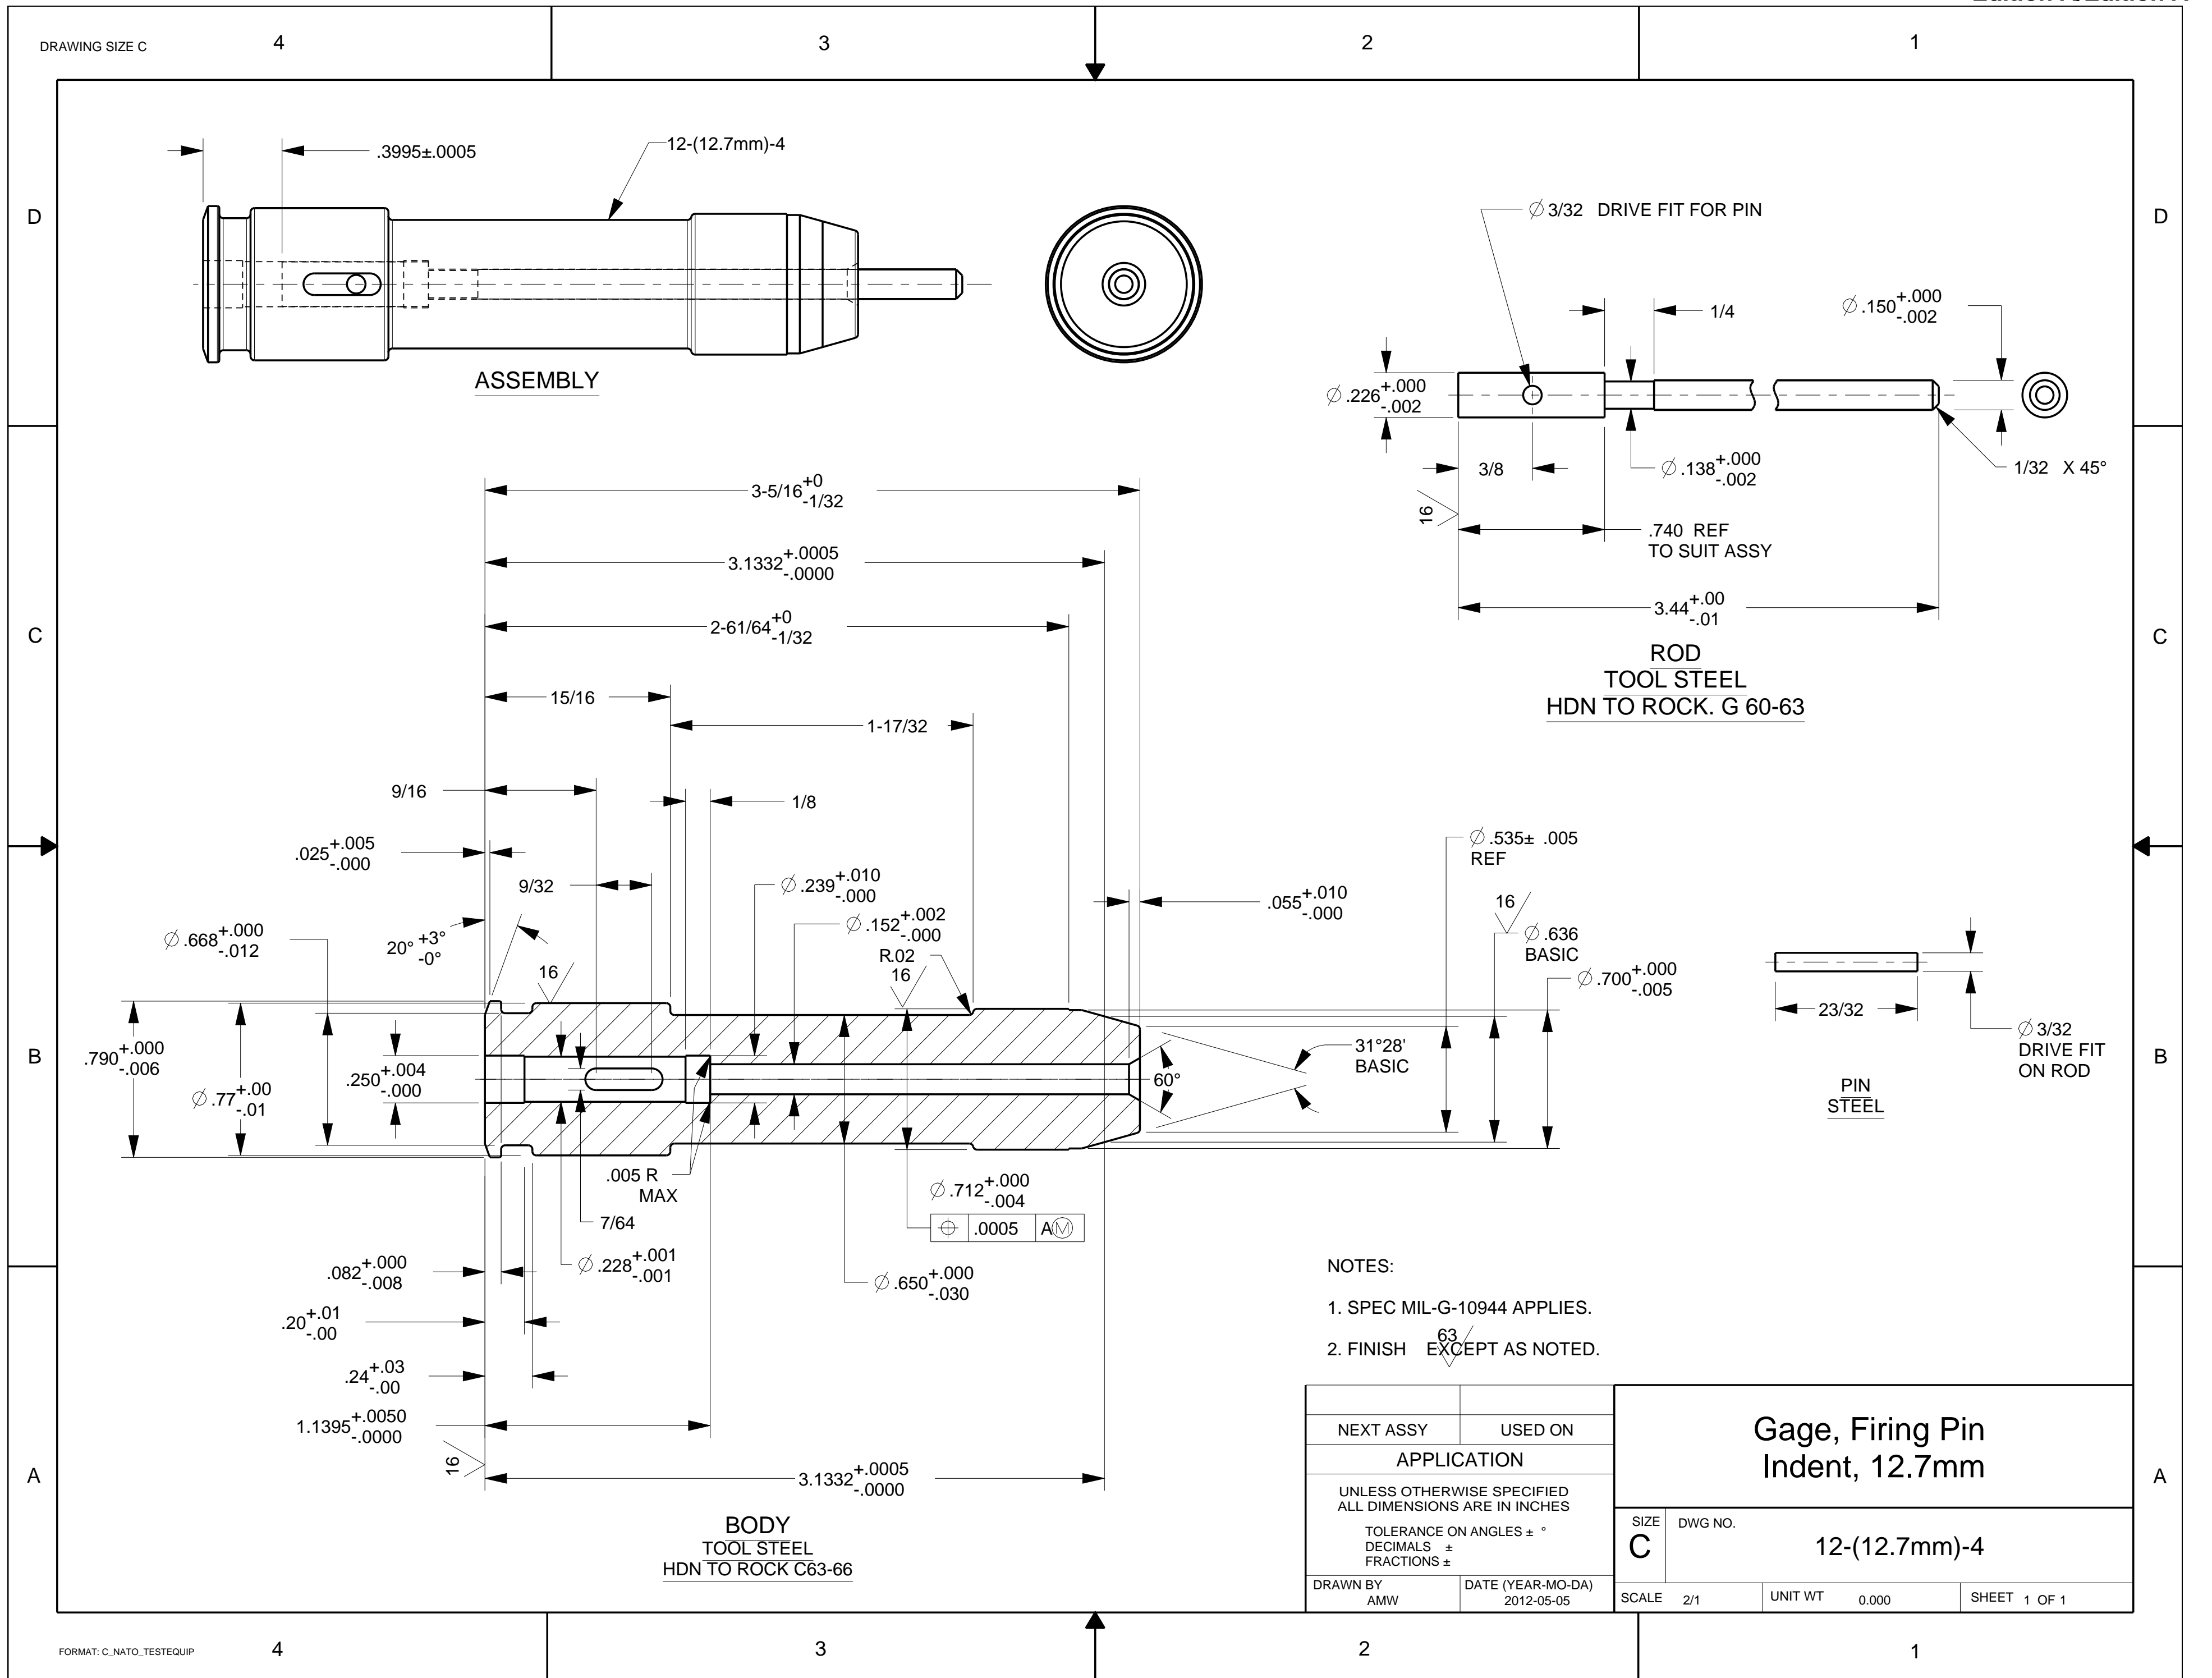 DRAWING SIZE C
4
3
2
1
D
D
C
C
B
B
A
A
.3995±.0005
12-(12.7mm)-4
ASSEMBLY
Ø 3/32 DRIVE FIT FOR PIN
1/4
Ø .150 +.000
-.002
Ø .226 +.000
-.002
3/8
Ø .138 +.000
-.002
1/32 X 45°
16
.740 REF
TO SUIT ASSY
3.44 +.00
-.01
ROD
TOOL STEEL
HDN TO ROCK. G 60-63
3-5/16 +0
-1/32
3.1332 +.0005
-.0000
2-61/64 +0
-1/32
15/16
1-17/32
9/16
1/8
.025 +.005
-.000
9/32
Ø .239 +.010
-.000
20° +3°
-0°
Ø .668 +.000
-.012
Ø .152 +.002
-.000
R.02
16
16
.055 +.010
-.000
Ø .535± .005
REF
16
Ø .636
BASIC
Ø .700 +.000
-.005
.790 +.000
-.006
Ø .77 +.00
-.01
.250 +.004
-.000
60°
31°28'
BASIC
.005 R
MAX
7/64
Ø .228 +.001
-.001
Ø .712 +.000
-.004
⌖ .0005 AⓂ
Ø .650 +.000
-.030
.082 +.000
-.008
.20 +.01
-.00
.24 +.03
-.00
1.1395 +.0050
-.0000
16
3.1332 +.0005
-.0000
BODY
TOOL STEEL
HDN TO ROCK C63-66
23/32
Ø 3/32
DRIVE FIT
ON ROD
PIN
STEEL
NOTES:
1. SPEC MIL-G-10944 APPLIES.
63
2. FINISH EXCEPT AS NOTED.
NEXT ASSY
USED ON
APPLICATION
UNLESS OTHERWISE SPECIFIED
ALL DIMENSIONS ARE IN INCHES
TOLERANCE ON ANGLES ± °
DECIMALS ±
FRACTIONS ±
DRAWN BY
AMW
DATE (YEAR-MO-DA)
2012-05-05
Gage, Firing Pin
Indent, 12.7mm
SIZE
C
DWG NO.
12-(12.7mm)-4
SCALE 2/1
UNIT WT 0.000
SHEET 1 OF 1
FORMAT: C_NATO_TESTEQUIP
4
3
2
1